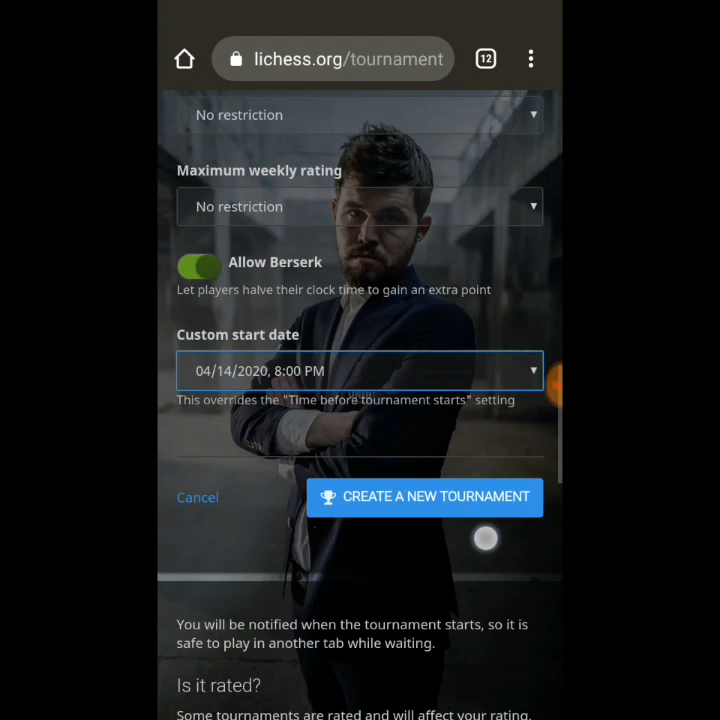 lichess.org/tournament
12
No restriction
Maximum weekly rating
No restriction
Allow Berserk
Let players halve their clock time to gain an extra point
Custom start date
04/14/2020, 8:00 PM
This overrides the "Time before tournament starts" setting
Cancel
CREATE A NEW TOURNAMENT
You will be notified when the tournament starts, so it is
safe to play in another tab while waiting.
Is it rated?
Some tournaments are rated and will affect your rating.